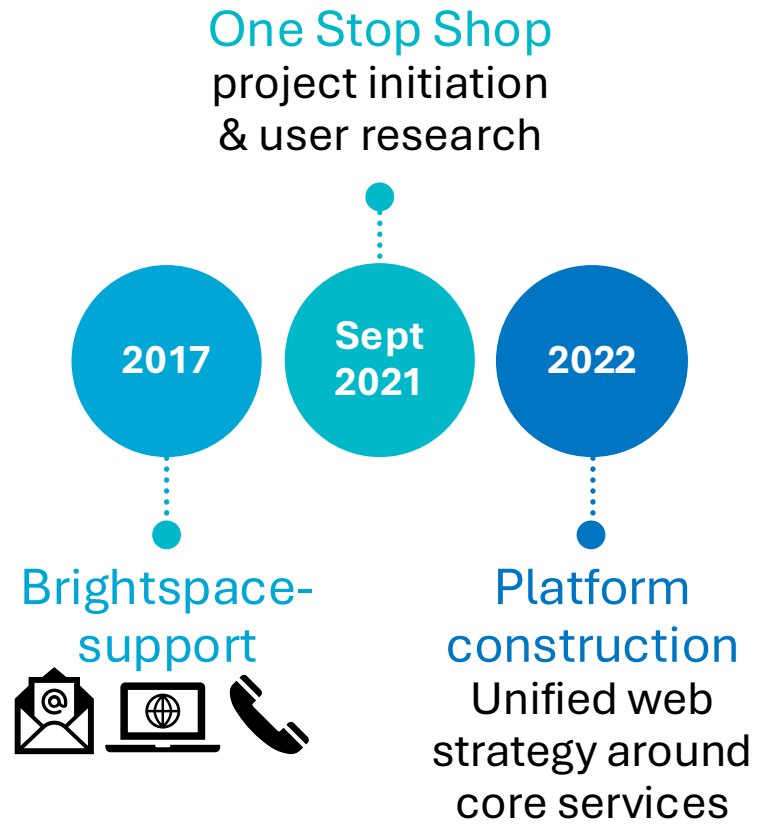 One Stop Shop
project initiation
& user research
2017
Sept
2021
2022
Brightspace-
support
@
Platform
construction
Unified web
strategy around
core services